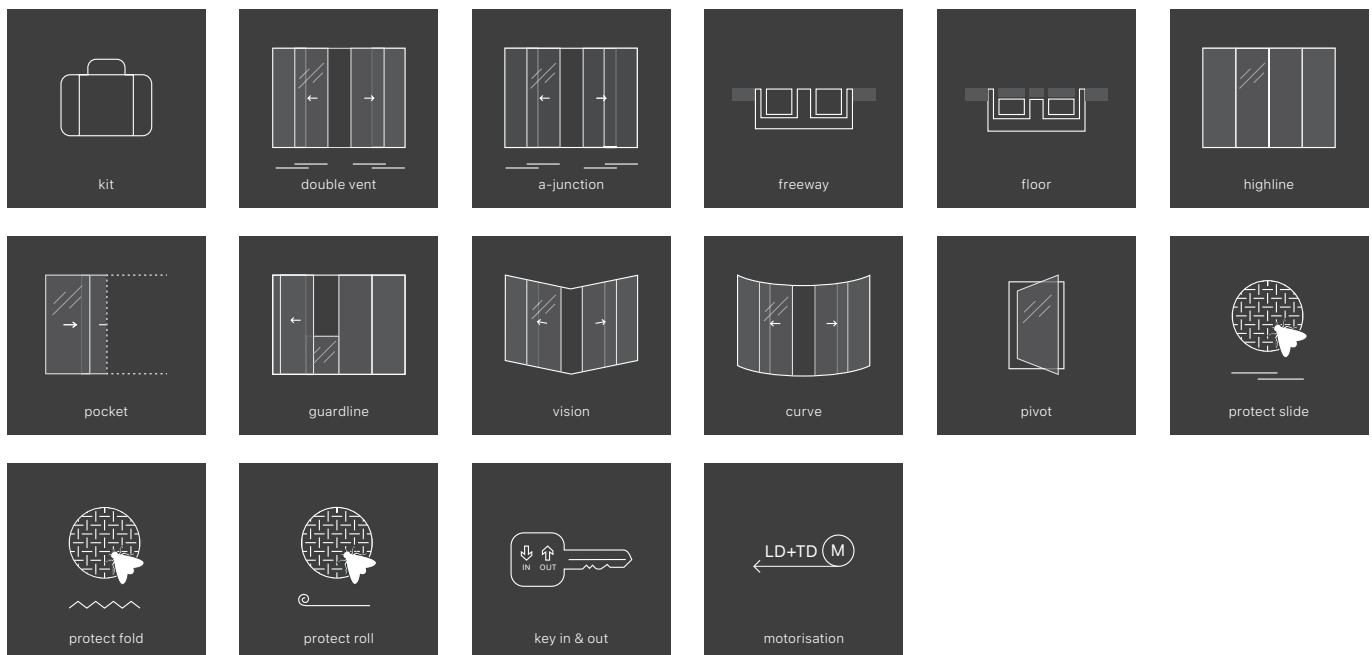 kit
double vent
a-junction
freeway
floor
highline
pocket
guardline
vision
curve
pivot
protect slide
protect fold
protect roll
IN OUT
key in & out
LD+TD M
motorisation